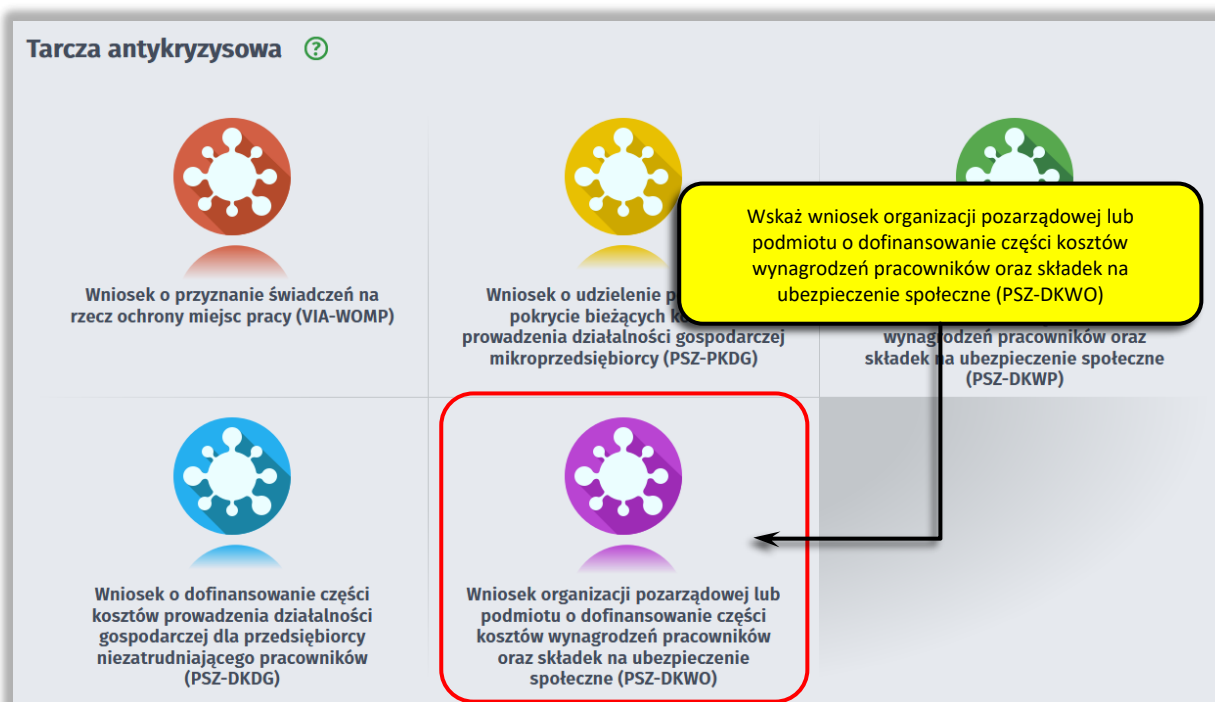 Tarcza antykryzysowa ?
Wniosek o przyznanie świadczeń na
rzecz ochrony miejsc pracy (VIA-WOMP)
Wniosek o udzielenie
pokrycie bieżących
prowadzenia działalności gospodarczej
mikroprzedsiębiorcy (PSZ-PKDG)
Wskaż wniosek organizacji pozarządowej lub
podmiotu o dofinansowanie części kosztów
wynagrodzeń pracowników oraz składek na
ubezpieczenie społeczne (PSZ-DKWO)
wynagrodzeń pracowników oraz
składek na ubezpieczenie społeczne
(PSZ-DKWP)
Wniosek o dofinansowanie części
kosztów prowadzenia działalności
gospodarczej dla przedsiębiorcy
niezatrudniającego pracowników
(PSZ-DKDG)
Wniosek organizacji pozarządowej lub
podmiotu o dofinansowanie części
kosztów wynagrodzeń pracowników
oraz składek na ubezpieczenie
społeczne (PSZ-DKWO)